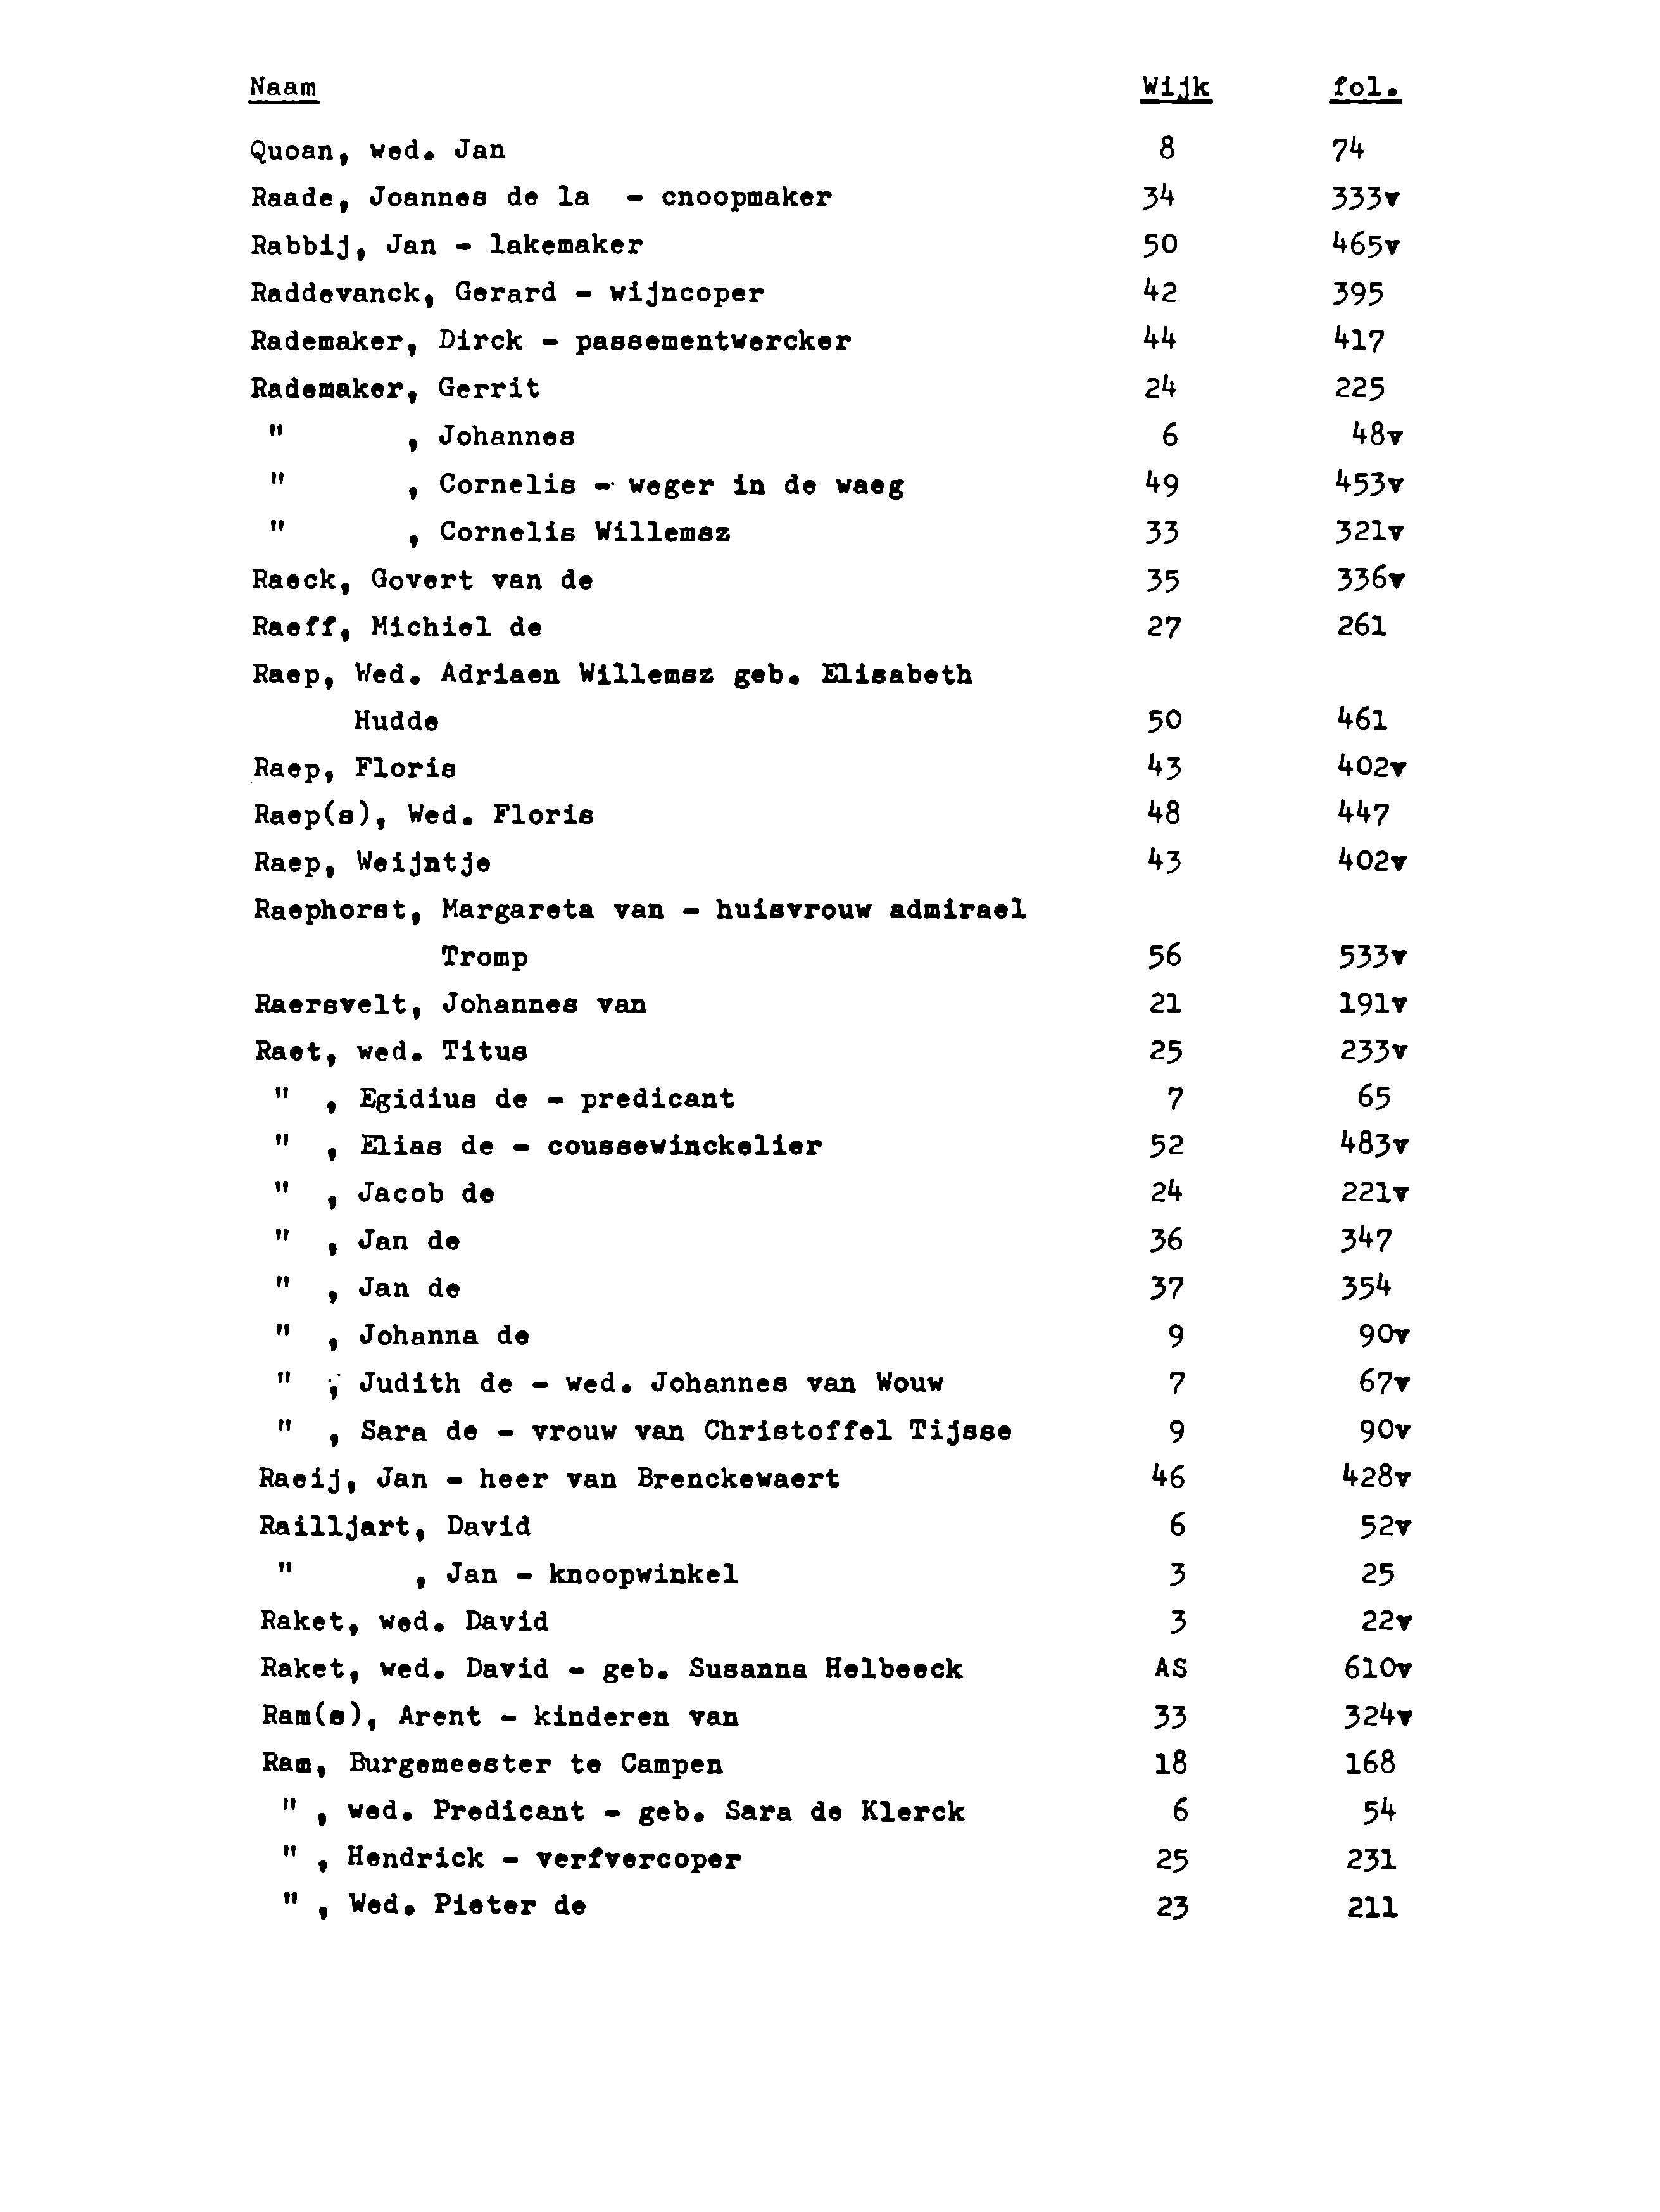 Naam Wijk fol.
Quoan, wed. Jan 8 74
Raade, Joannes de la - cnoopmaker 34 333v
Rabbij, Jan - lakemaker 50 465v
Raddevanck, Gerard - wijncoper 42 395
Rademaker, Dirck - passementwercker 44 417
Rademaker, Gerrit 24 225
" , Johannes 6 48v
" , Cornelis - weger in de waeg 49 453v
" , Cornelis Willemsz 33 321v
Raeck, Govert van de 35 336v
Raeff, Michiel de 27 261
Raep, Wed. Adriaen Willemsz geb. Elisabeth
Hudde 50 461
Raep, Floris 43 402v
Raep(s), Wed. Floris 48 447
Raep, Weijntje 43 402v
Raephorst, Margareta van - huisvrouw admirael
Tromp 56 533v
Raersvelt, Johannes van 21 191v
Raet, wed. Titus 25 233v
" , Egidius de - predicant 7 65
" , Elias de - coussewinckelier 52 483v
" , Jacob de 24 221v
" , Jan de 36 347
" , Jan de 37 354
" , Johanna de 9 90v
" , Judith de - wed. Johannes van Wouw 7 67v
" , Sara de - vrouw van Christoffel Tijsse 9 90v
Raeij, Jan - heer van Brenckewaert 46 428v
Railljart, David 6 52v
" , Jan - knoopwinkel 3 25
Raket, wed. David 3 22v
Raket, wed. David - geb. Susanna Helbeeck AS 610v
Ram(s), Arent - kinderen van 33 324v
Ram, Burgemeester te Campen 18 168
" , wed. Predicant - geb. Sara de Klerck 6 54
" , Hendrick - verfvercoper 25 231
" , Wed. Pieter de 23 211